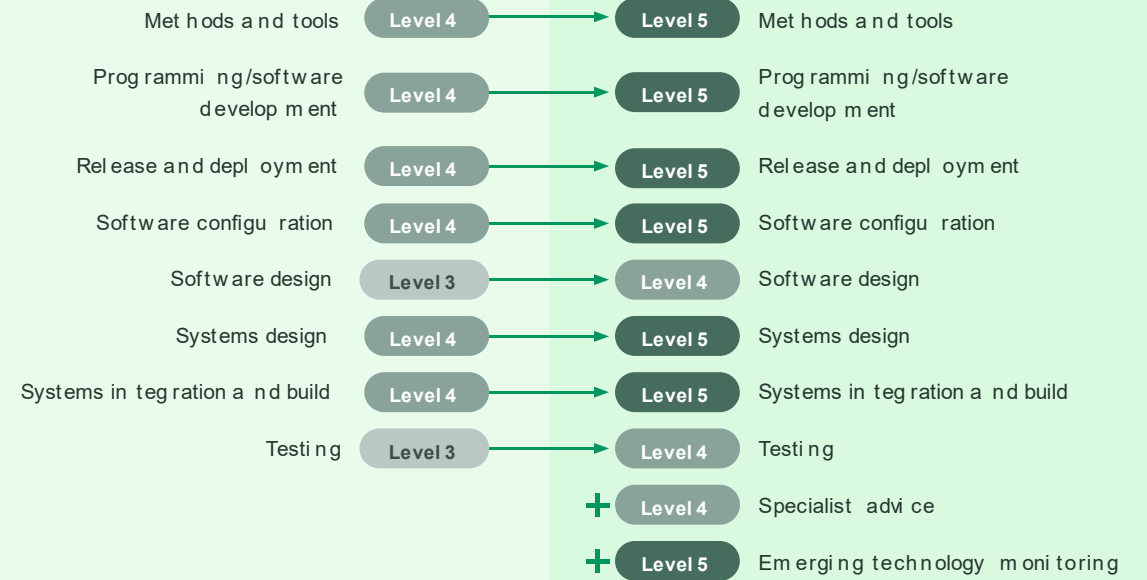 Methods and tools Level 4 Level 5 Methods and tools
Programming/software Level 4 Level 5 Programming/software
development development
Release and deployment Level 4 Level 5 Release and deployment
Software configuration Level 4 Level 5 Software configuration
Software design Level 3 Level 4 Software design
Systems design Level 4 Level 5 Systems design
Systems integration and build Level 4 Level 5 Systems integration and build
Testing Level 3 Level 4 Testing
+ Level 4 Specialist advice
+ Level 5 Emerging technology monitoring